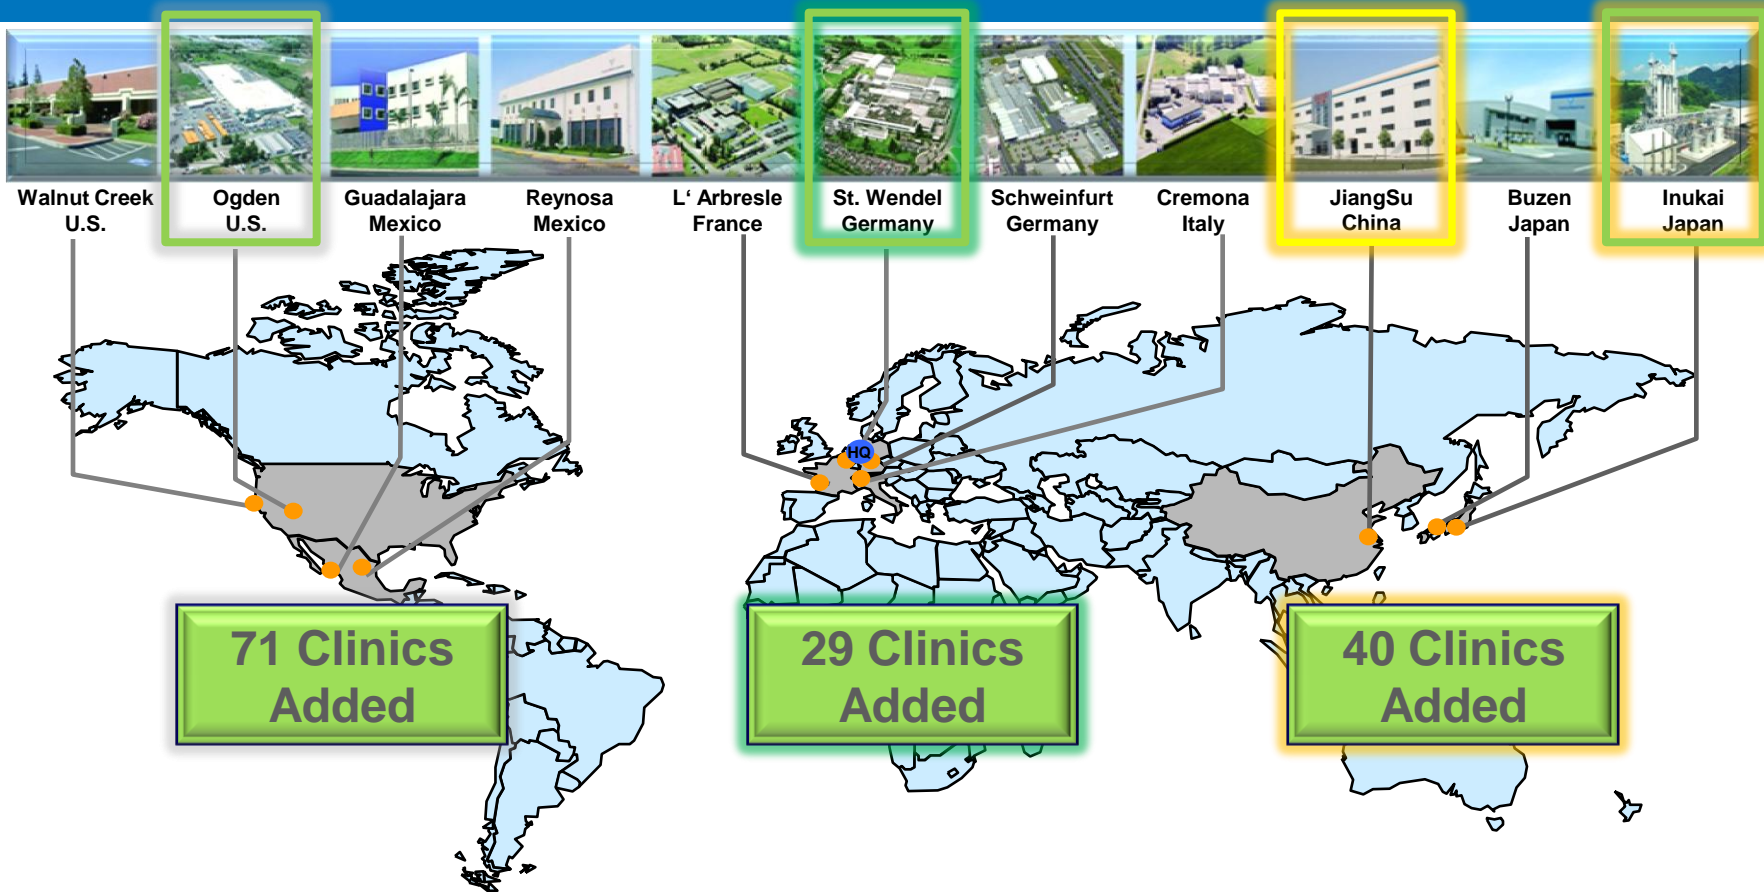 Walnut Creek
U.S.
Ogden
U.S.
Guadalajara
Mexico
Reynosa
Mexico
L‘ Arbresle
France
St. Wendel
Germany
Schweinfurt
Germany
Cremona
Italy
JiangSu
China
Buzen
Japan
Inukai
Japan
HQ
71 Clinics
Added
29 Clinics
Added
40 Clinics
Added